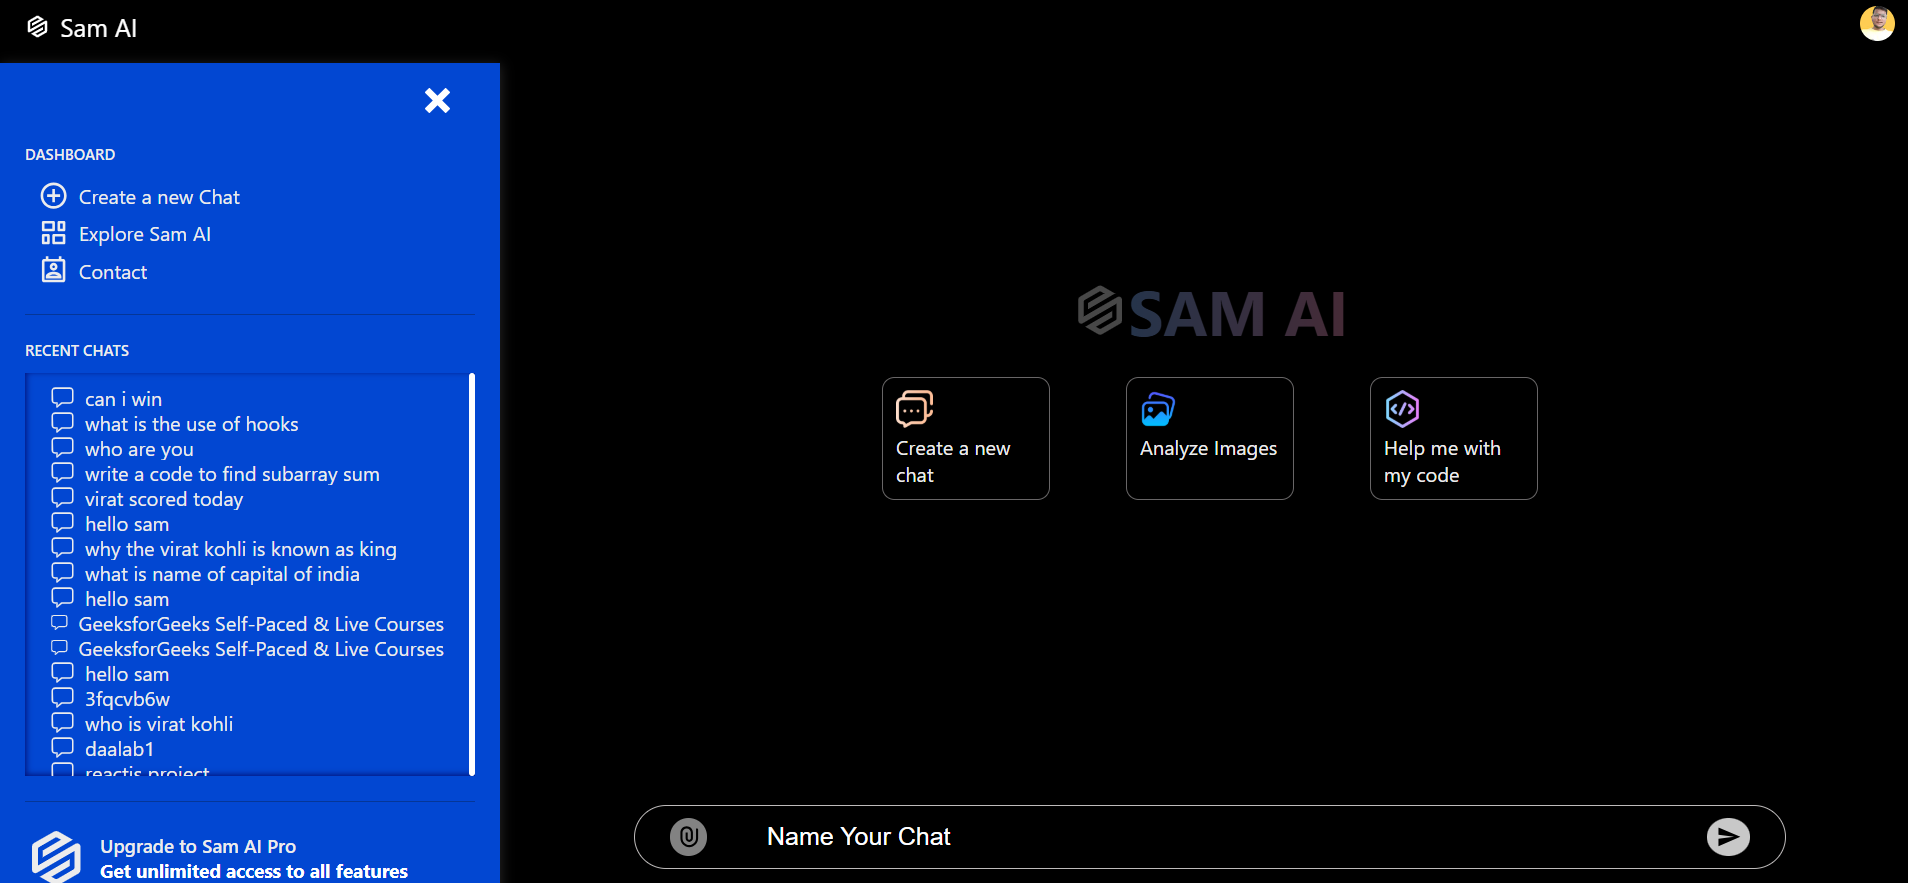 Sam AI
DASHBOARD
Create a new Chat
Explore Sam AI
Contact
RECENT CHATS
can i win
what is the use of hooks
who are you
write a code to find subarray sum
virat scored today
hello sam
why the virat kohli is known as king
what is name of capital of india
hello sam
GeeksforGeeks Self-Paced & Live Courses
GeeksforGeeks Self-Paced & Live Courses
hello sam
3fqcvb6w
who is virat kohli
daalab1
reactjs project
Upgrade to Sam AI Pro
Get unlimited access to all features
SAM AI
Create a new
chat
Analyze Images
Help me with
my code
Name Your Chat